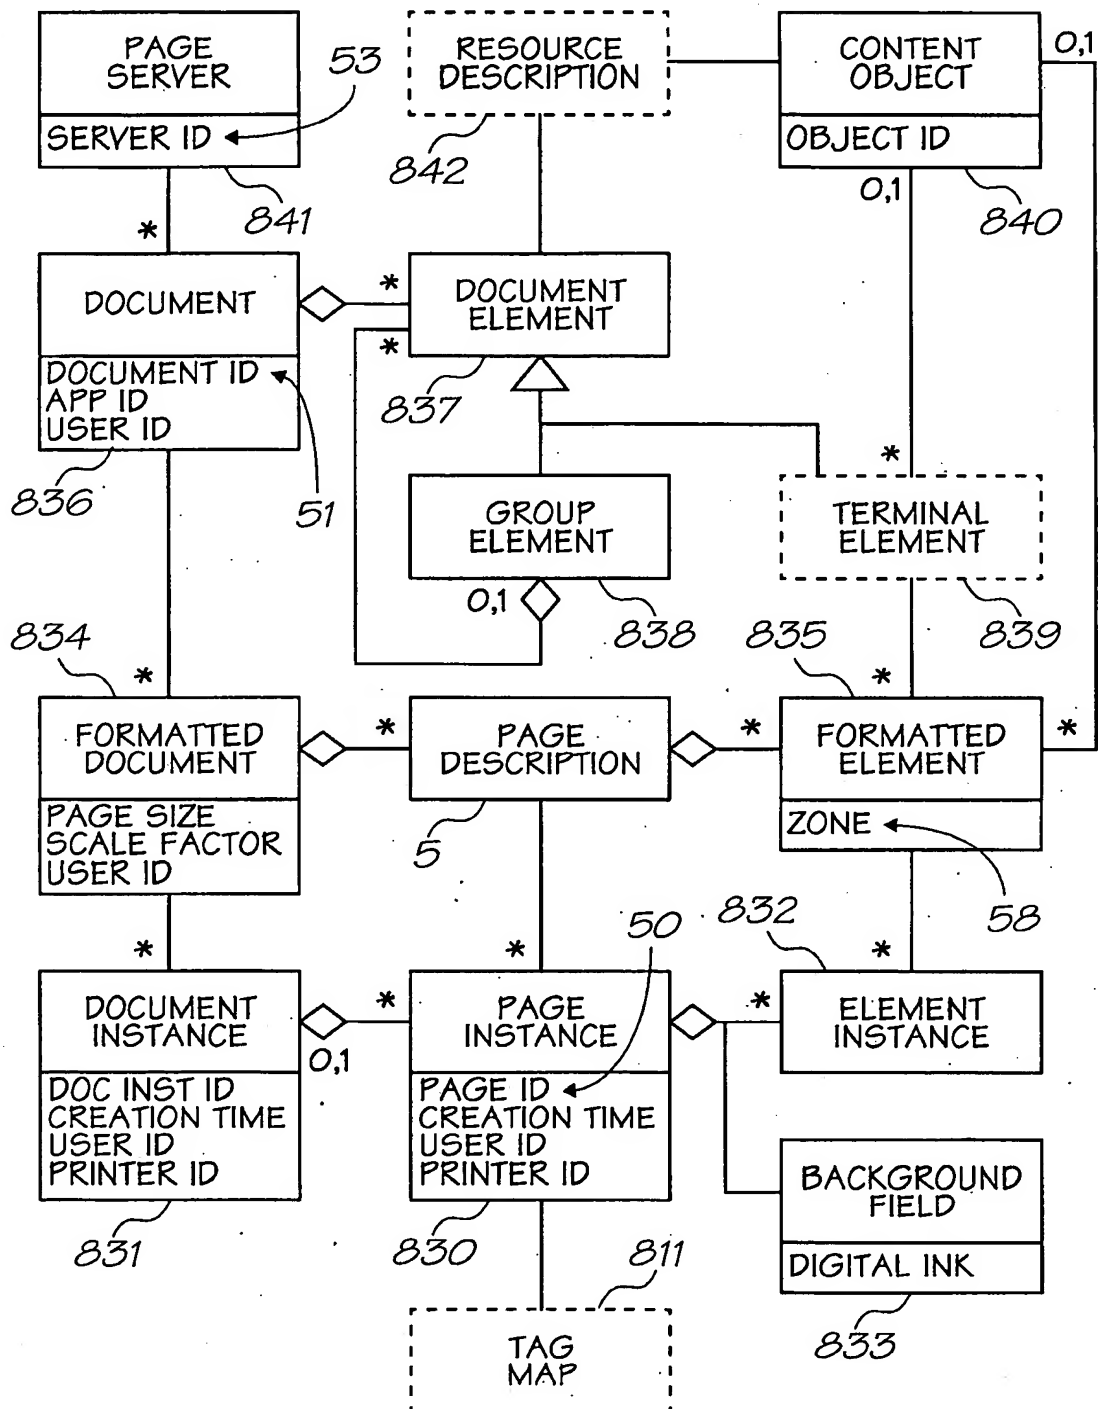 PAGE
SERVER
53
SERVER ID
841
*
RESOURCE
DESCRIPTION
842
CONTENT
OBJECT
0,1
OBJECT ID
0,1
840
DOCUMENT
*
DOCUMENT
ELEMENT
*
837
DOCUMENT ID
APP ID
USER ID
836
51
*
GROUP
ELEMENT
0,1
838
TERMINAL
ELEMENT
839
834
*
835
*
FORMATTED
DOCUMENT
*
PAGE
DESCRIPTION
*
FORMATTED
ELEMENT
*
PAGE SIZE
SCALE FACTOR
USER ID
5
ZONE
58
*
*
50
832
*
DOCUMENT
INSTANCE
*
0,1
PAGE
INSTANCE
*
ELEMENT
INSTANCE
DOC INST ID
CREATION TIME
USER ID
PRINTER ID
831
PAGE ID
CREATION TIME
USER ID
PRINTER ID
830
BACKGROUND
FIELD
DIGITAL INK
833
811
TAG
MAP